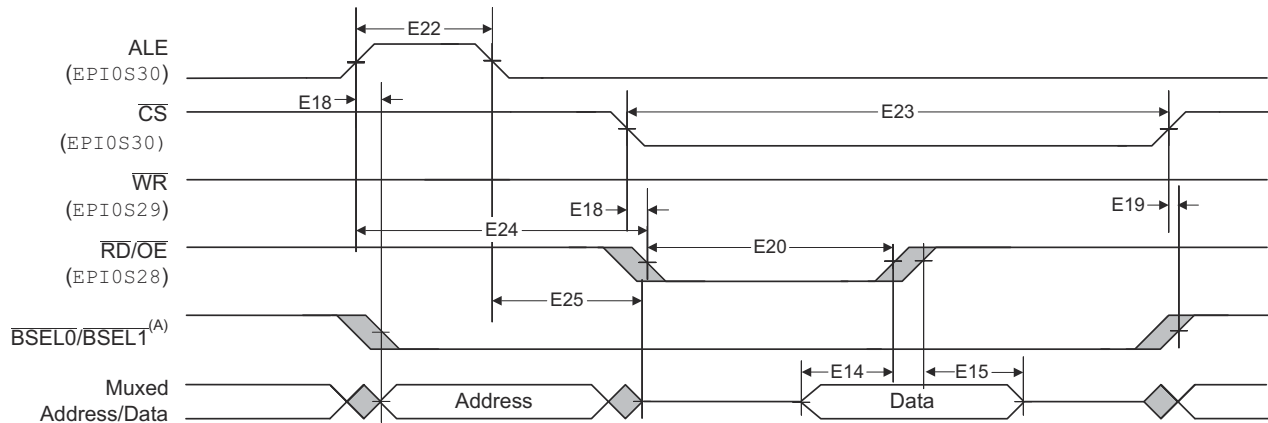 E22
ALE
(EPI0S30)
E18
CS
E23
(EPI0S30)
WR
(EPI0S29)
E18
E19
E24
RD/OE
E20
(EPI0S28)
E25
BSEL0/BSEL1(A)
E14
E15
Muxed
Address/Data
Address
Data